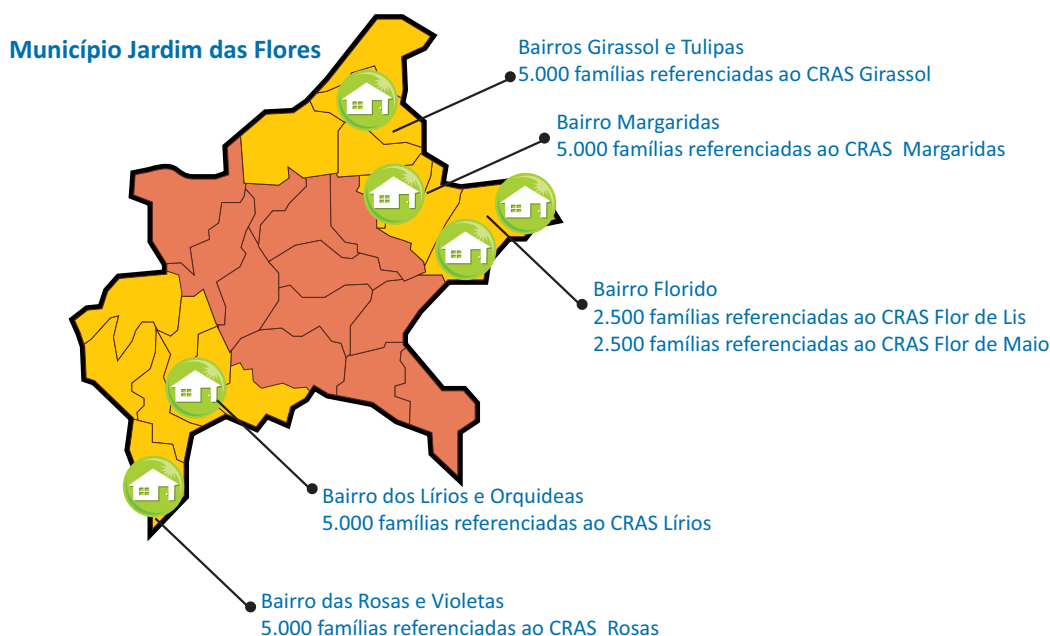 Município Jardim das Flores
Bairros Girassol e Tulipas
5.000 famílias referenciadas ao CRAS Girassol
Bairro Margaridas
5.000 famílias referenciadas ao CRAS Margaridas
Bairro Florido
2.500 famílias referenciadas ao CRAS Flor de Lis
2.500 famílias referenciadas ao CRAS Flor de Maio
Bairro dos Lírios e Orquideas
5.000 famílias referenciadas ao CRAS Lírios
Bairro das Rosas e Violetas
5.000 famílias referenciadas ao CRAS Rosas